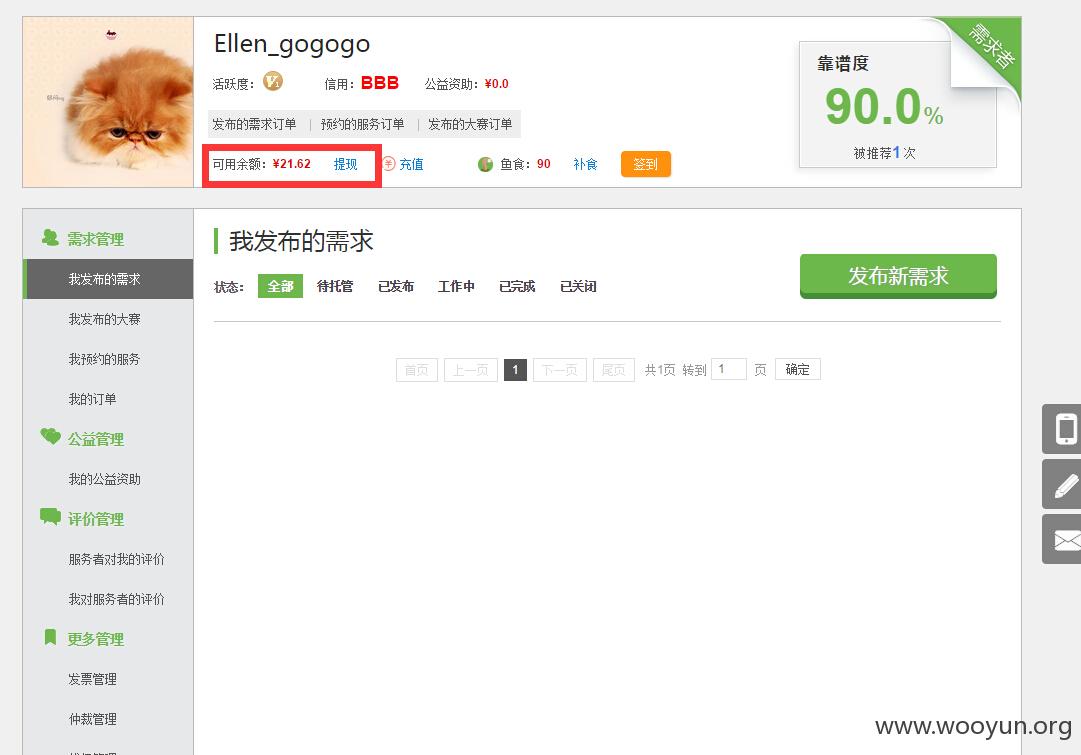 Ellen_gogogo
活跃度： V1 信用： BBB 公益资助： ¥0.0
发布的需求订单 | 预约的服务订单 | 发布的大赛订单
可用余额： ¥21.62 提现 ¥ 充值 鱼食： 90 补食 签到
需求者
靠谱度
90.0%
被推荐1次
需求管理
我发布的需求
我发布的大赛
我预约的服务
我的订单
公益管理
我的公益资助
评价管理
服务者对我的评价
我对服务者的评价
更多管理
发票管理
仲裁管理
我发布的需求
状态： 全部 待托管 已发布 工作中 已完成 已关闭
发布新需求
首页 上一页 1 下一页 尾页 共1页 转到 1 页 确定
www.wooyun.org